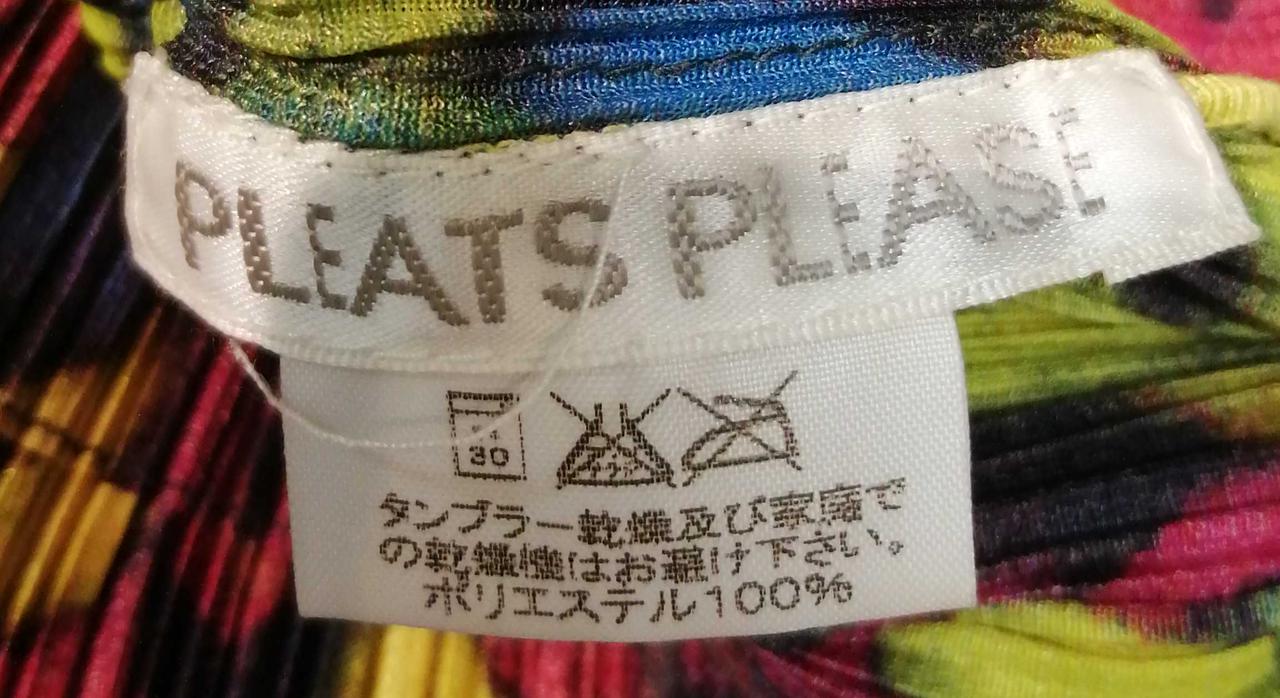 PLEATS PLEASE
30
タンブラー乾燥及び家庭で
の乾燥機はお避け下さい。
ポリエステル100%